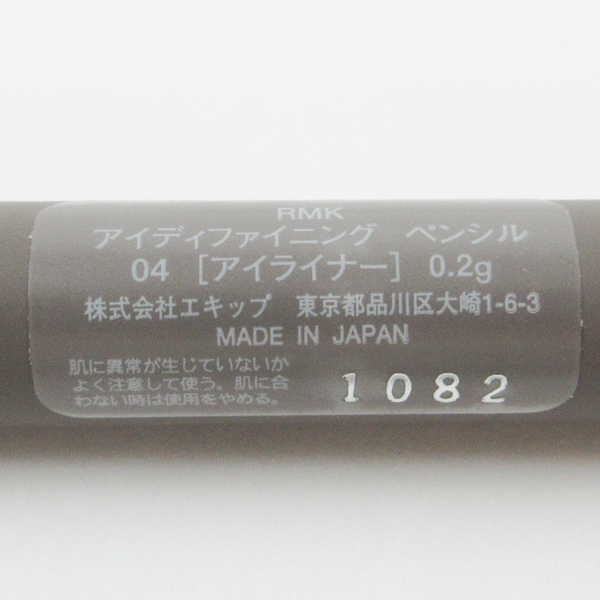 RMK
アイディファイニング ペンシル
04 [アイライナー] 0.2g
株式会社エキップ 東京都品川区大崎1-6-3
MADE IN JAPAN
肌に異常が生じていないか
よく注意して使う。肌に合
わない時は使用をやめる。
1082